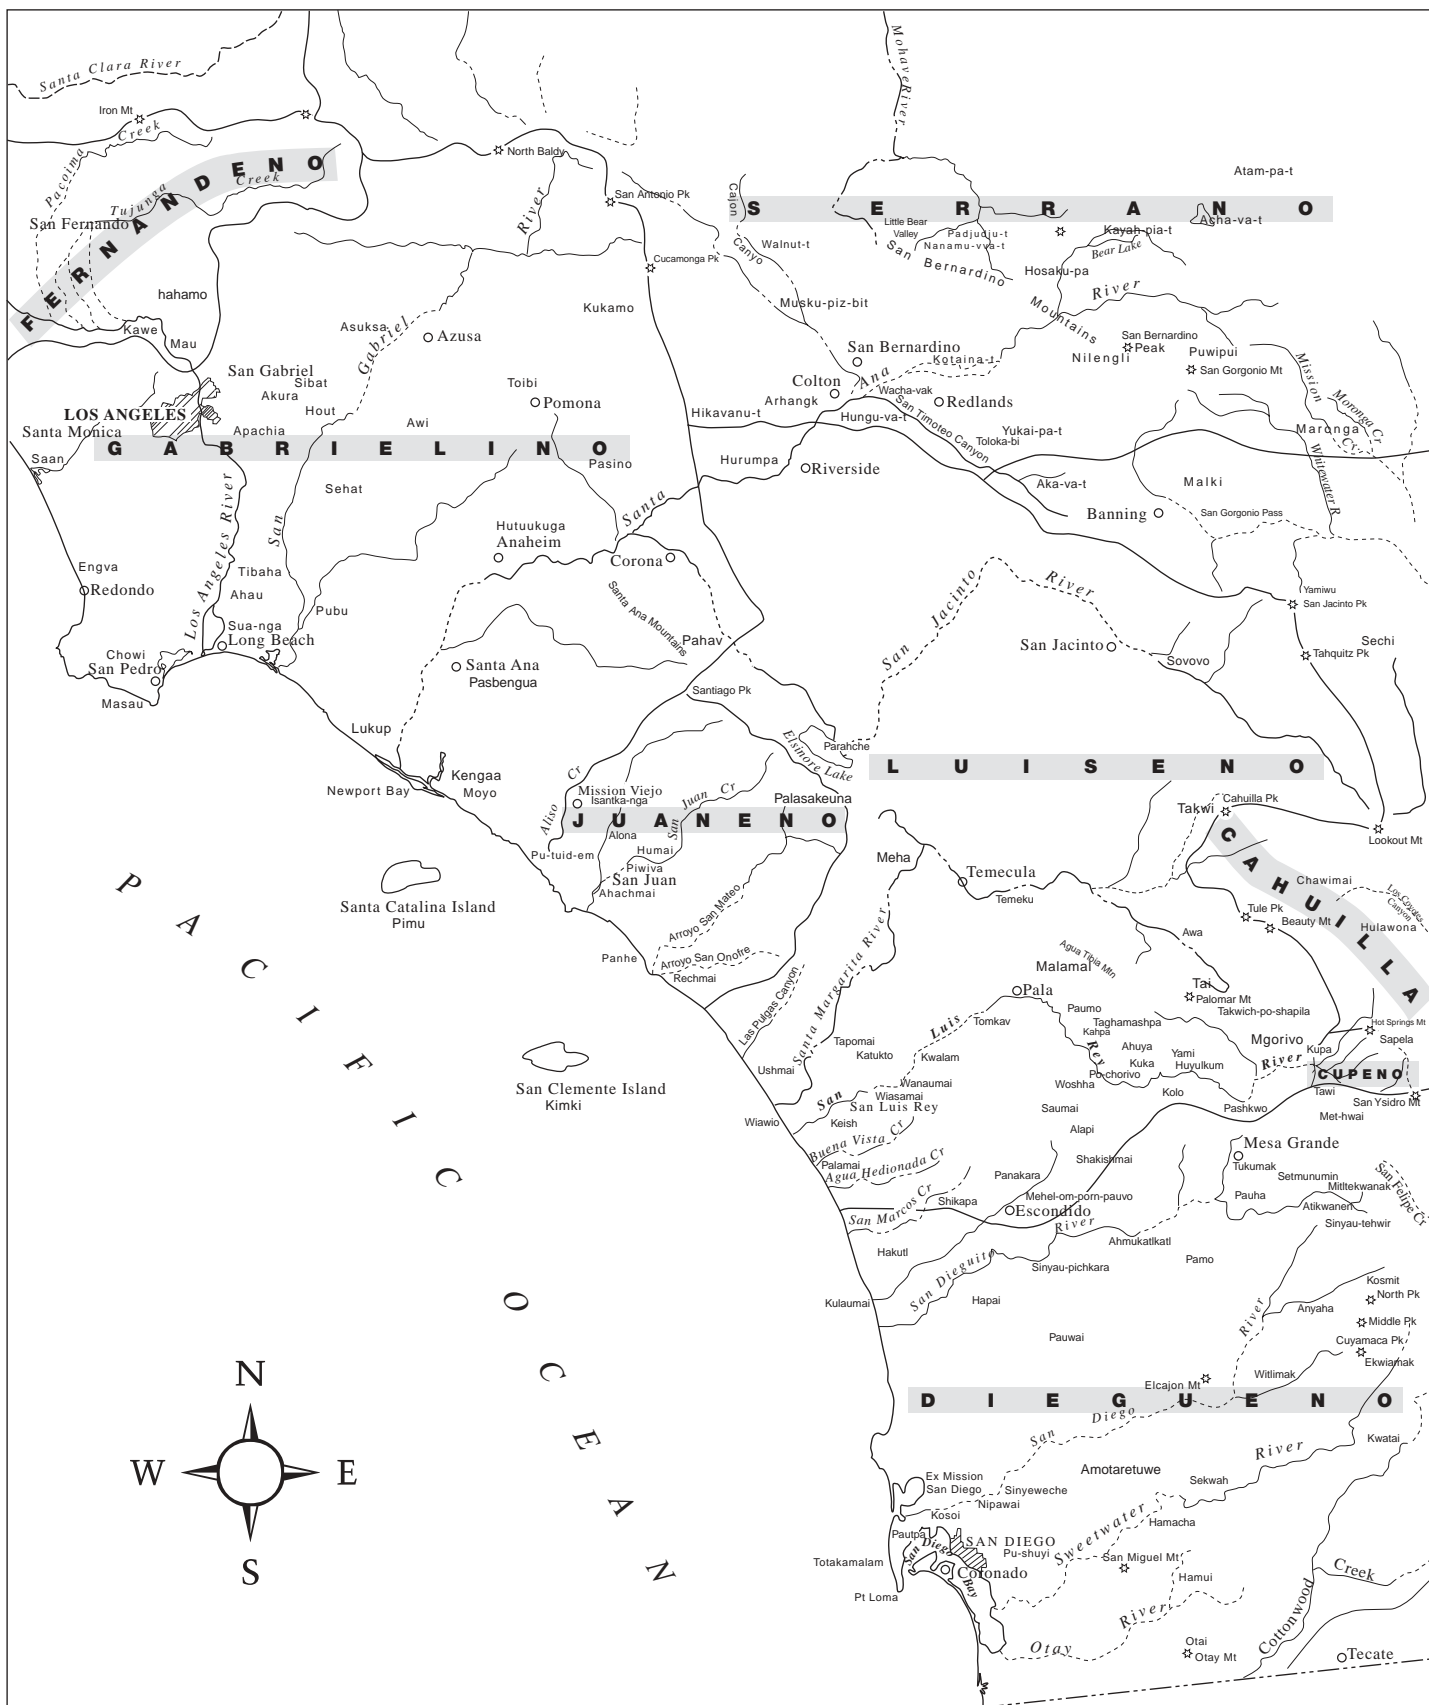 Santa Clara River
Mohave River
Iron Mt
Creek
Pacoima
North Baldy
FERNANDENO
Tujunga
Creek
San Fernando
River
San Antonio Pk
Cajon
Canyo
SERRANO
Atam-pa-t
Acha-va-t
Little Bear
Valley
Padjudju-t
Nanamu-vva-t
Kayah-pia-t
Bear Lake
Walnut-t
San Bernardino
Mountains
Hosaku-pa
River
Cucamonga Pk
hahamo
Kukamo
Musku-piz-bit
Kawe
Mau
Asuksa
Gabriel
Azusa
San Bernardino
Kotaina-t
Nilengli
San Bernardino
Peak
Puwipui
San Gorgonio Mt
Mission
Moronga Cr
Maronga
Cr
Whitewater R
San Gabriel
Sibat
Akura
Hout
Toibi
Pomona
Colton
Arhangk
Ana
Wacha-vak
Redlands
LOS ANGELES
Santa Monica
Apachia
Awi
Hikavanu-t
Hungu-va-t
San Timoteo Canyon
Yukai-pa-t
Toloka-bi
GABRIELINO
Saan
Pasino
Hurumpa
Riverside
Sehat
Santa
Aka-va-t
Malki
Banning
San Gorgonio Pass
Los Angeles River
San
Hutuukuga
Anaheim
Corona
Engva
Redondo
Tibaha
Ahau
Pubu
Santa Ana Mountains
San Jacinto River
Yamiwu
San Jacinto Pk
Sua-nga
Long Beach
Chowi
San Pedro
Masau
Pahav
San Jacinto
Sovovo
Sechi
Tahquitz Pk
Santa Ana
Pasbengua
Santiago Pk
Lukup
Elsinore Lake
Parahche
LUISENO
Kengaa
Moyo
Newport Bay
Aliso Cr
Mission Viejo
Isantka-nga
San Juan Cr
Palasakeuna
Takwi
Cahuilla Pk
JUANENO
Alona
Humai
Pu-tuid-em
Piwiva
San Juan
Ahachmai
Lookout Mt
Meha
CAHUILLA
Temecula
Temeku
Chawimai
Los Coyotes
Canyon
Santa Catalina Island
Pimu
Arroyo San Mateo
Tule Pk
Beauty Mt
Hulawona
Awa
Panhe
Arroyo San Onofre
Rechmai
Santa Margarita River
Agua Tibia Mtn
Malamai
Tai
Palomar Mt
Takwich-po-shapila
Las Pulgas Canyon
Pala
Paumo
Taghamashpa
Kahpa
Luis
Tomkav
Hot Springs Mt
Sapela
Tapomai
Katukto
Kwalam
Rey
Ahuya
Kuka
Yami
Huyulkum
Mgorivo
Kupa
River
San Clemente Island
Kimki
Ushmai
Wanaumai
Wiasamai
Po-chorivo
Woshha
CUPENO
San
San Luis Rey
Kolo
Tawi
San Ysidro Mt
Wiawio
Keish
Saumai
Pashkwo
Met-hwai
Alapi
Buena Vista Cr
Palamai
Agua Hedionada Cr
Shakishmai
Mesa Grande
Tukumak
Setmunumin
Mitltekwanak
San Felipe Cr
Panakara
Mehel-om-porn-pauvo
Pauha
Atikwanen
San Marcos Cr
Shikapa
Escondido
Sinyau-tehwir
River
Ahmukatlkatl
Hakutl
San Dieguito
Sinyau-pichkara
Pamo
Kulaumai
Hapai
Kosmit
North Pk
Anyaha
River
Middle Pk
Pauwai
Cuyamaca Pk
Ekwiamak
Witlimak
Elcajon Mt
DIEGUENO
San Diego
Kwatai
Amotaretuwe
River
Ex Mission
San Diego
Sinyeweche
Sekwah
Nipawai
Kosoi
Hamacha
Sweetwater
Pautpa
SAN DIEGO
Pu-shuyi
San Diego Bay
Totakamalam
Coronado
San Miguel Mt
Hamui
Pt Loma
Creek
Cottonwood
River
Otay
Otai
Otay Mt
Tecate
PACIFIC OCEAN
N
W
E
S